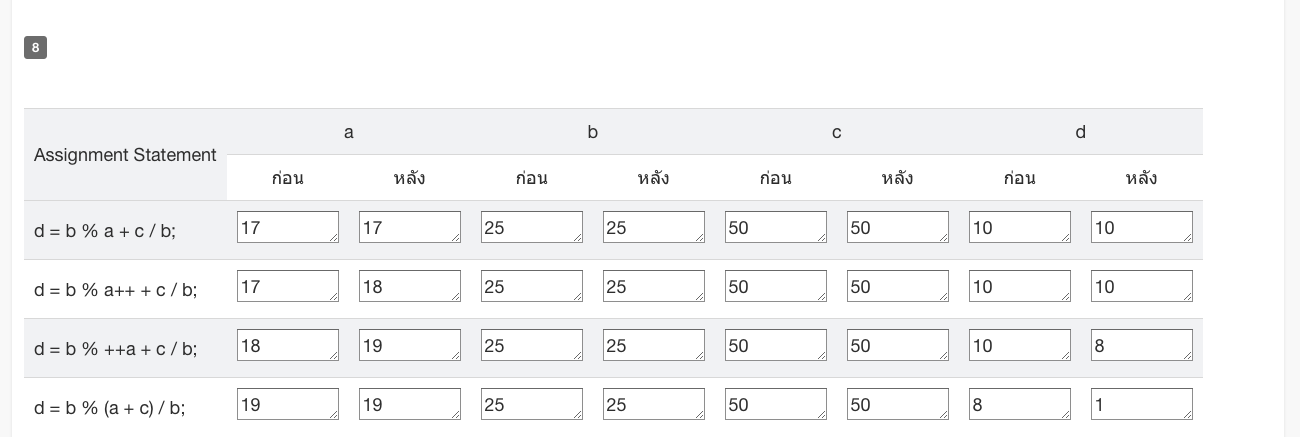 8
a b c d
Assignment Statement
ก่อน หลัง ก่อน หลัง ก่อน หลัง ก่อน หลัง
d = b % a + c / b; 17 17 25 25 50 50 10 10
d = b % a++ + c / b; 17 18 25 25 50 50 10 10
d = b % ++a + c / b; 18 19 25 25 50 50 10 8
d = b % (a + c) / b; 19 19 25 25 50 50 8 1